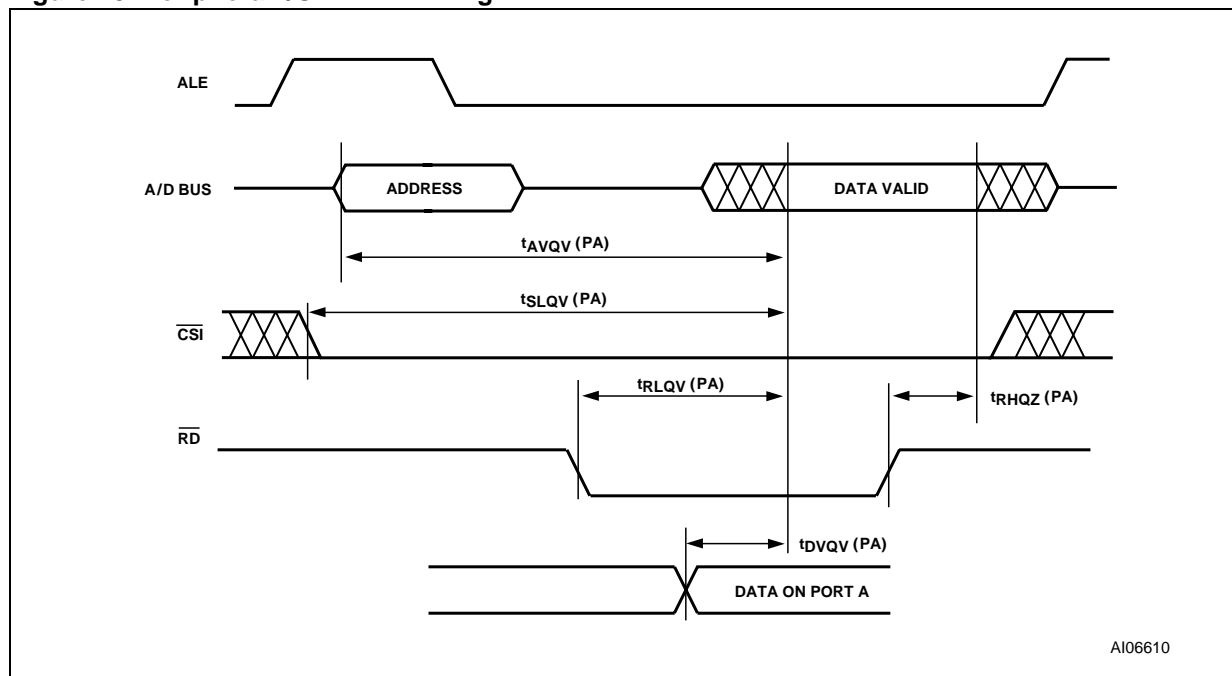 ALE
A/D BUS
ADDRESS
DATA VALID
tAVQV (PA)
tSLQV (PA)
CSI
tRLQV (PA)
tRHQZ (PA)
RD
tDVQV (PA)
DATA ON PORT A
AI06610